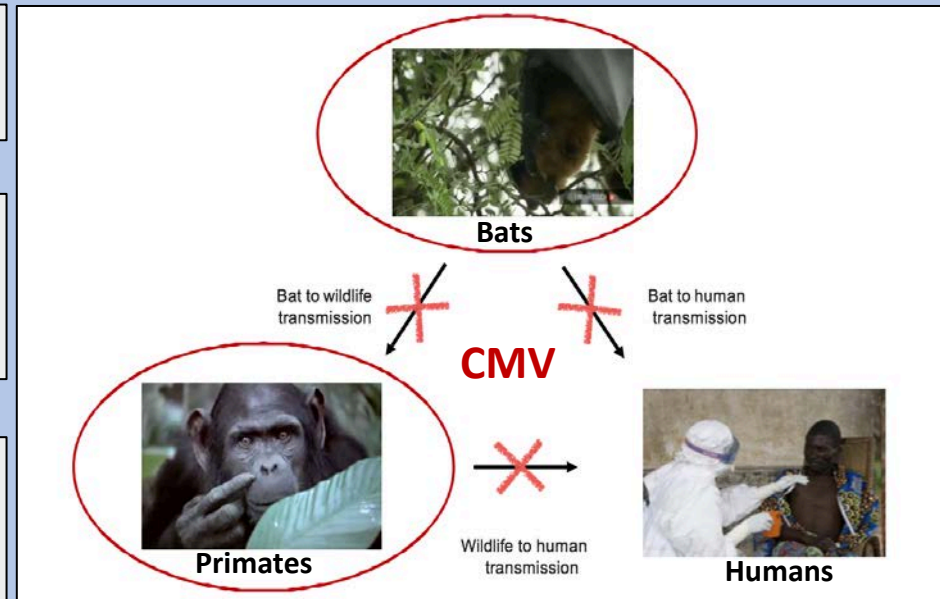 Bats
Bat to wildlife
transmission
Bat to human
transmission
CMV
Primates
Wildlife to human
transmission
Humans